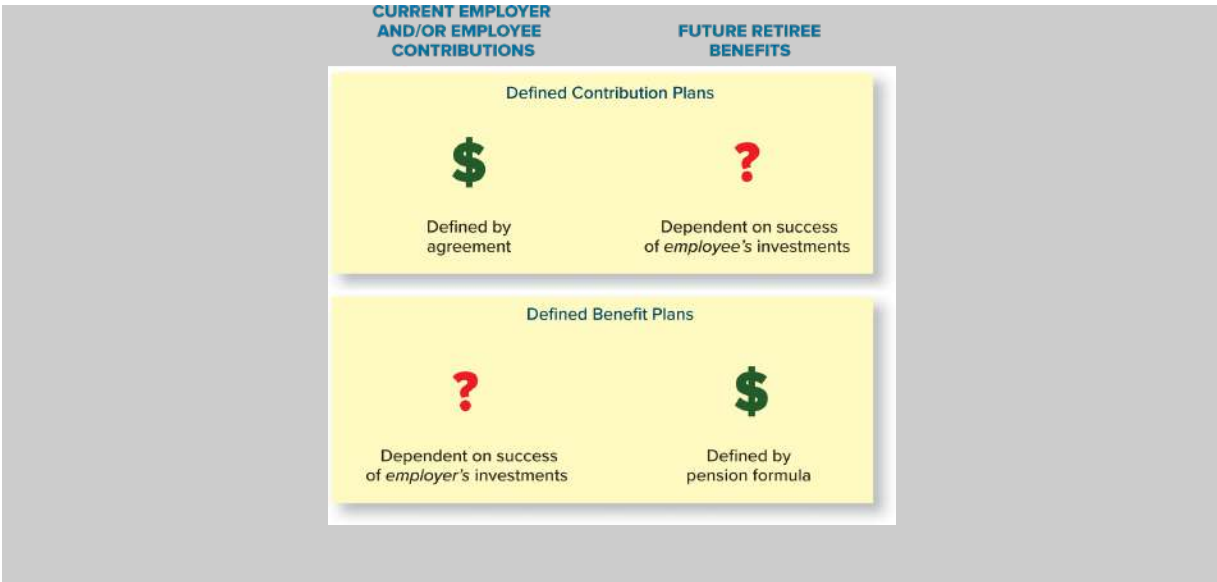 CURRENT EMPLOYER
AND/OR EMPLOYEE
CONTRIBUTIONS
FUTURE RETIREE
BENEFITS
Defined Contribution Plans
$
?
Defined by
agreement
Dependent on success
of employee's investments
Defined Benefit Plans
?
$
Dependent on success
of employer's investments
Defined by
pension formula